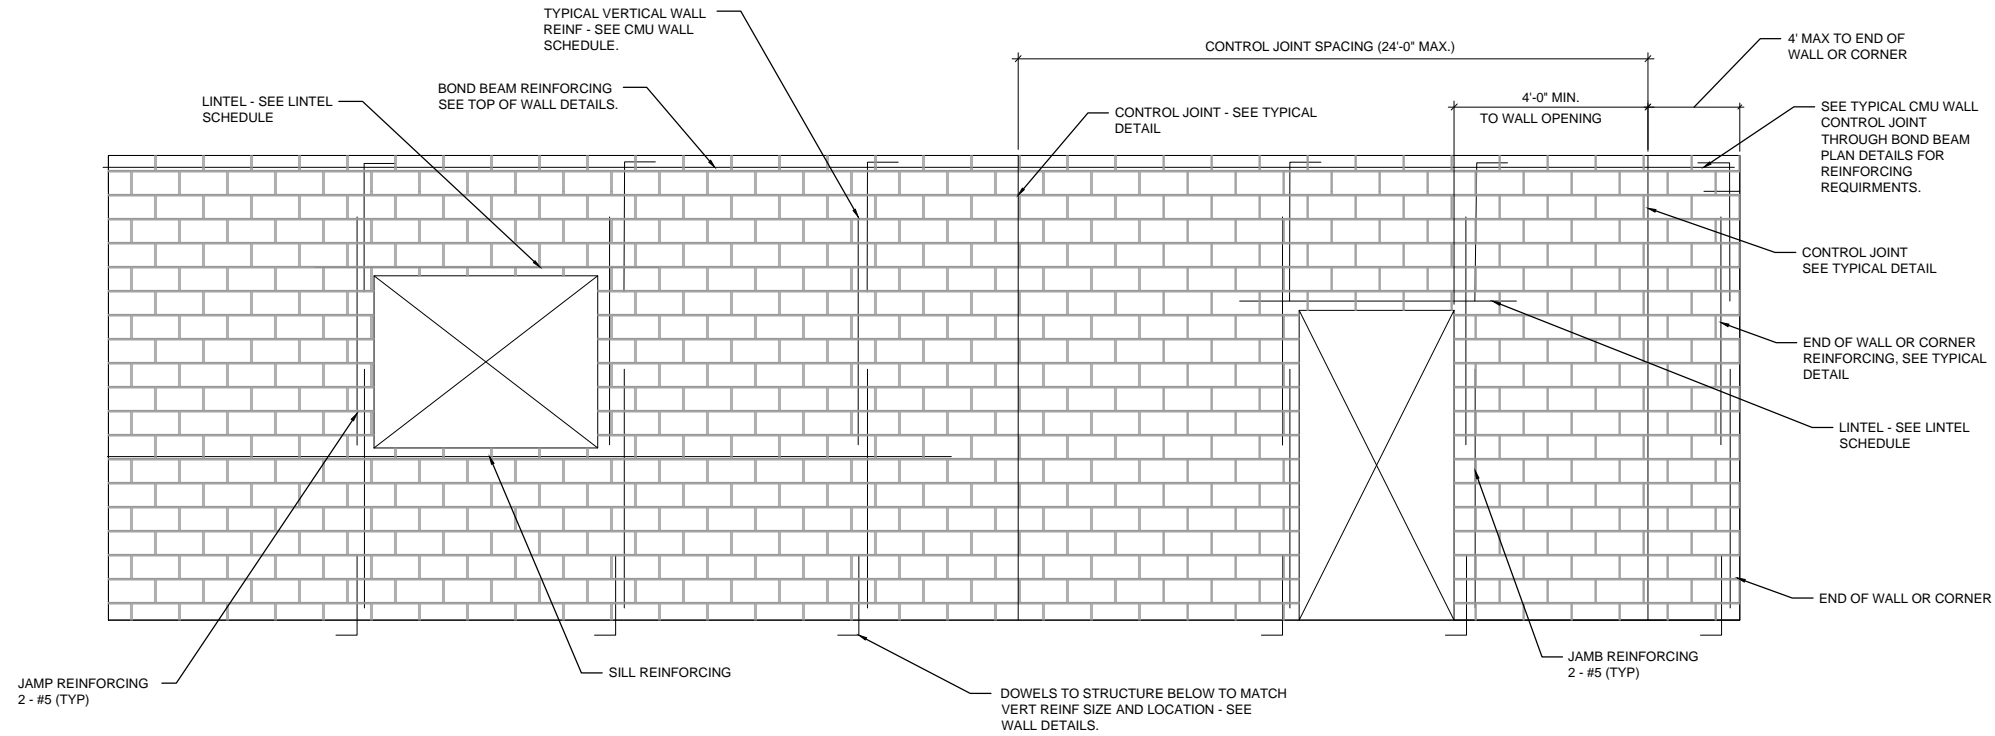 TYPICAL VERTICAL WALL
REINF - SEE CMU WALL
SCHEDULE.
CONTROL JOINT SPACING (24'-0" MAX.)
4' MAX TO END OF
WALL OR CORNER
BOND BEAM REINFORCING
SEE TOP OF WALL DETAILS.
LINTEL - SEE LINTEL
SCHEDULE
CONTROL JOINT - SEE TYPICAL
DETAIL
4'-0" MIN.
TO WALL OPENING
SEE TYPICAL CMU WALL
CONTROL JOINT
THROUGH BOND BEAM
PLAN DETAILS FOR
REINFORCING
REQUIRMENTS.
CONTROL JOINT
SEE TYPICAL DETAIL
END OF WALL OR CORNER
REINFORCING, SEE TYPICAL
DETAIL
LINTEL - SEE LINTEL
SCHEDULE
END OF WALL OR CORNER
JAMP REINFORCING
2 - #5 (TYP)
SILL REINFORCING
DOWELS TO STRUCTURE BELOW TO MATCH
VERT REINF SIZE AND LOCATION - SEE
WALL DETAILS.
JAMB REINFORCING
2 - #5 (TYP)